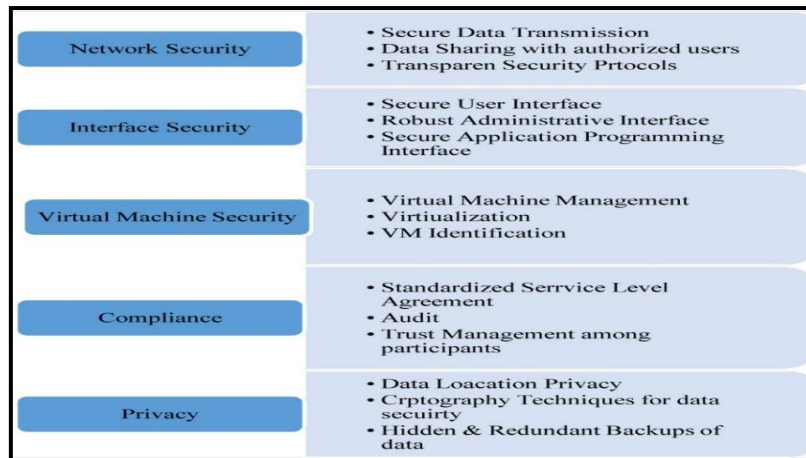 Network Security
• Secure Data Transmission
• Data Sharing with authorized users
• Transparen Security Prtocols
Interface Security
• Secure User Interface
• Robust Administrative Interface
• Secure Application Programming
Interface
Virtual Machine Security
• Virtual Machine Management
• Virtiualization
• VM Identification
Compliance
• Standardized Serrvice Level
Agreement
• Audit
• Trust Management among
participants
Privacy
• Data Loacation Privacy
• Crptography Techniques for data
secuirty
• Hidden & Redundant Backups of
data